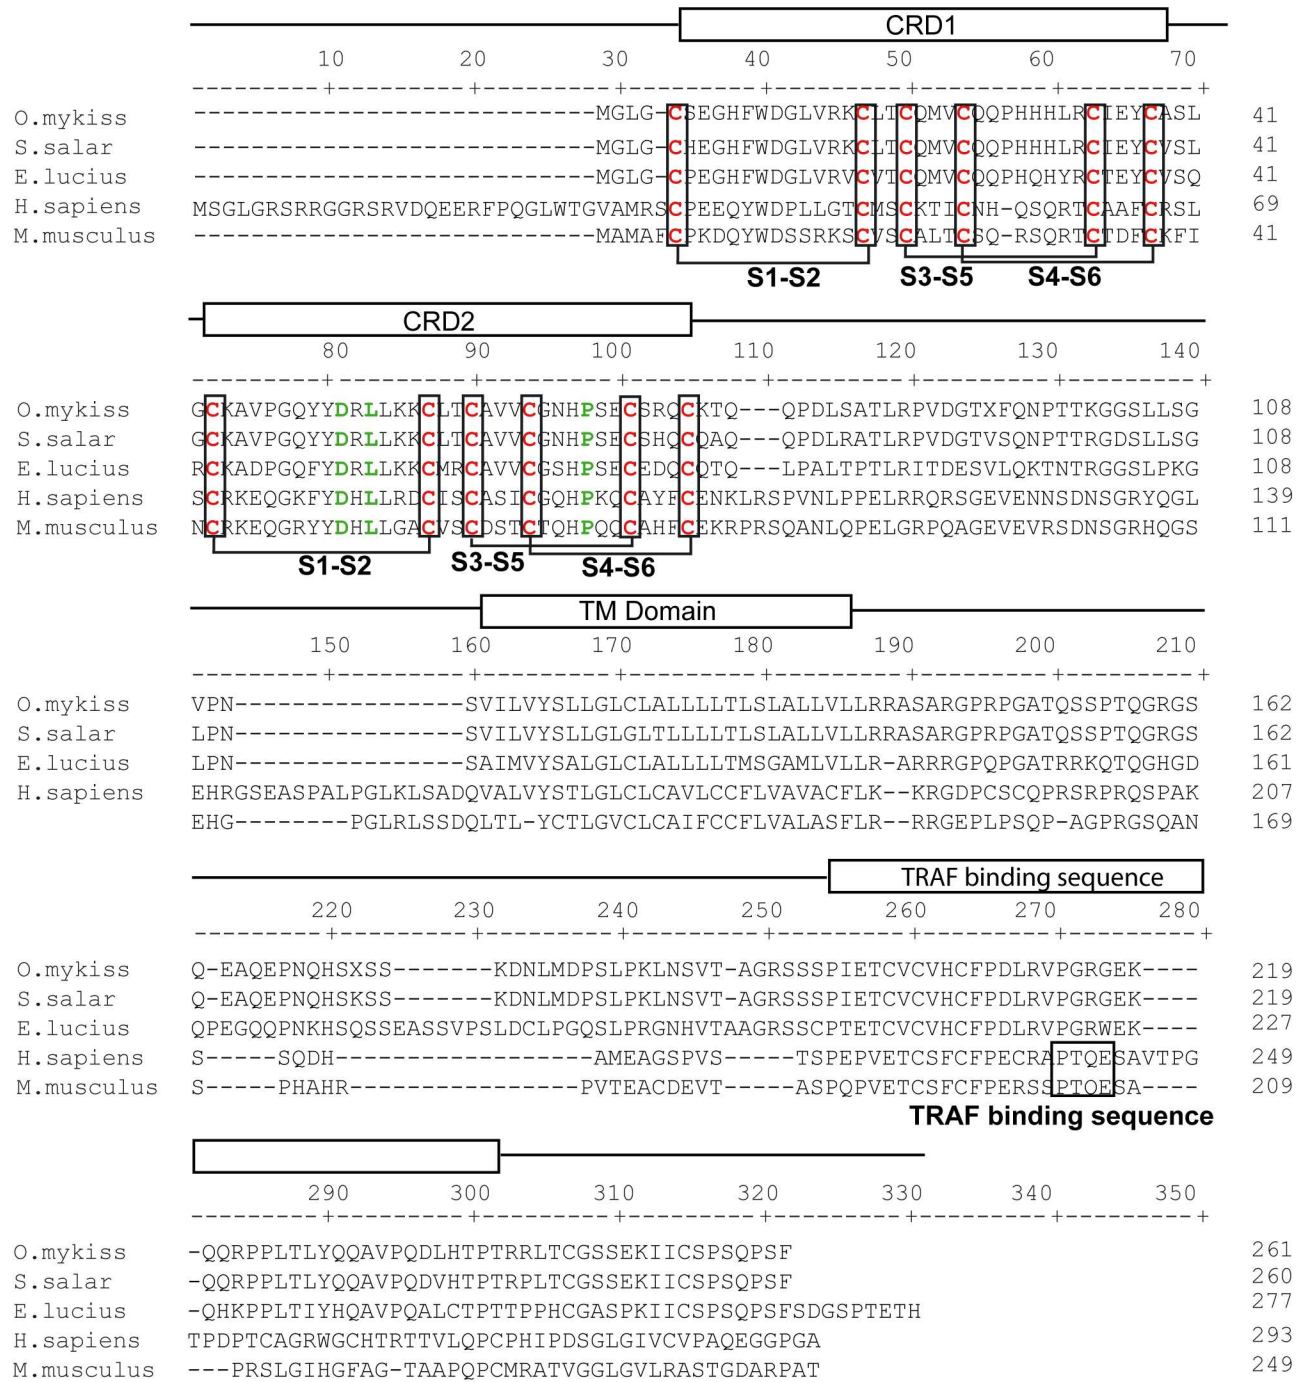 CRD1
10 20 30 40 50 60 70
O.mykiss ----------------------------MGLG-CSEGHFWDGLVRKCLTCQMVCQQPHHHLRCTEYCASL 41
S.salar ----------------------------MGLG-CHEGHFWDGLVRKCLTCQMVCQQPHHHLRCTEYCVSL 41
E.lucius ----------------------------MGLG-CPEGHFWDGLVRVCVTCQMVCQQPHQHYRCTEYCVSQ 41
H.sapiens MSGLGRSRRGGRSRVDQEERFPQGLWTGVAMRSCPEEQYWDPLLGTCMSCKTICNH-QSQRTCAAFCRSL 69
M.musculus ----------------------------MAMAFCPKDQYWDSSRKSCVSCALTCSQ-RSQRTCTDFCKFI 41
S1-S2 S3-S5 S4-S6
CRD2
80 90 100 110 120 130 140
O.mykiss GCKAVPGQYYDRLLKKCLTCAVVCGNHPSECSRQCKTQ---QPDLSATLRPVDGTXFQNPTTKGGSLLSG 108
S.salar GCKAVPGQYYDRLLKKCLTCAVVCGNHPSECSHQCQAQ---QPDLRATLRPVDGTVSQNPTTRGDSLLSG 108
E.lucius RCKADPGQFYDRLLKKCMRCAVVCGSHPSECEDQCQTQ---LPALTPTLRITDESVLQKTNTRGGSLPKG 108
H.sapiens SCRKEQGKFYDHLLRDCISCASICGQHPKQCAYFCENKLRSPVNLPPELRRQRSGEVENNSDNSGRYQGL 139
M.musculus NCRKEQGRYYDHLLGACVSCDSTCTQHPQQCAHFCEKRPRSQANLQPELGRPQAGEVEVRSDNSGRHQGS 111
S1-S2 S3-S5 S4-S6
TM Domain
150 160 170 180 190 200 210
O.mykiss VPN----------------SVILVYSLLGLCLALLLLTLSLALLVLLRRASARGPRPGATQSSPTQGRGS 162
S.salar LPN----------------SVILVYSLLGLGLTLLLLTLSLALLVLLRRASARGPRPGATQSSPTQGRGS 162
E.lucius LPN----------------SAIMVYSALGLCLALLLLTMSGAMLVLLR-ARRRGPQPGATRRKQTQGHGD 161
H.sapiens EHRGSEASPALPGLKLSADQVALVYSTLGLCLCAVLCCFLVAVACFLK--KRGDPCSCQPRSRPRQSPAK 207
EHG--------PGLRLSSDQLTL-YCTLGVCLCAIFCCFLVALASFLR--RRGEPLPSQP-AGPRGSQAN 169
TRAF binding sequence
220 230 240 250 260 270 280
O.mykiss Q-EAQEPNQHSXSS-------KDNLMDPSLPKLNSVT-AGRSSSPIETCVCVHCFPDLRVPGRGEK---- 219
S.salar Q-EAQEPNQHSKSS-------KDNLMDPSLPKLNSVT-AGRSSSPIETCVCVHCFPDLRVPGRGEK---- 219
E.lucius QPEGQQPNKHSQSSEASSVPSLDCLPGQSLPRGNHVTAAGRSSCPTETCVCVHCFPDLRVPGRWEK---- 227
H.sapiens S-----SQDH------------------AMEAGSPVS-----TSPEPVETCSFCFPECRAPTQESAVTPG 249
M.musculus S-----PHAHR----------------PVTEACDEVT-----ASPQPVETCSFCFPERSSPTQESA---- 209
TRAF binding sequence
290 300 310 320 330 340 350
O.mykiss -QQRPPLTLYQQAVPQDLHTPTRRLTCGSSEKIICSPSQPSF 261
S.salar -QQRPPLTLYQQAVPQDVHTPTRPLTCGSSEKIICSPSQPSF 260
E.lucius -QHKPPLTIYHQAVPQALCTPTTPPHCGASPKIICSPSQPSFSDGSPTETH 277
H.sapiens TPDPTCAGRWGCHTRTTVLQPCPHIPDSGLGIVCVPAQEGGPGA 293
M.musculus ---PRSLGIHGFAG-TAAPQPCMRATVGGLGVLRASTGDARPAT 249